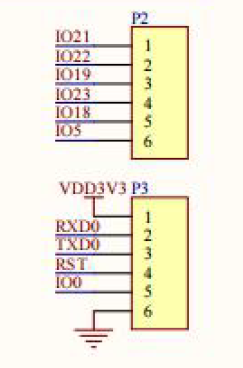 P2
IO21 1
IO22 2
IO19 3
IO23 4
IO18 5
IO5 6
VDD3V3 P3
1
RXD0 2
TXD0 3
RST 4
IO0 5
6